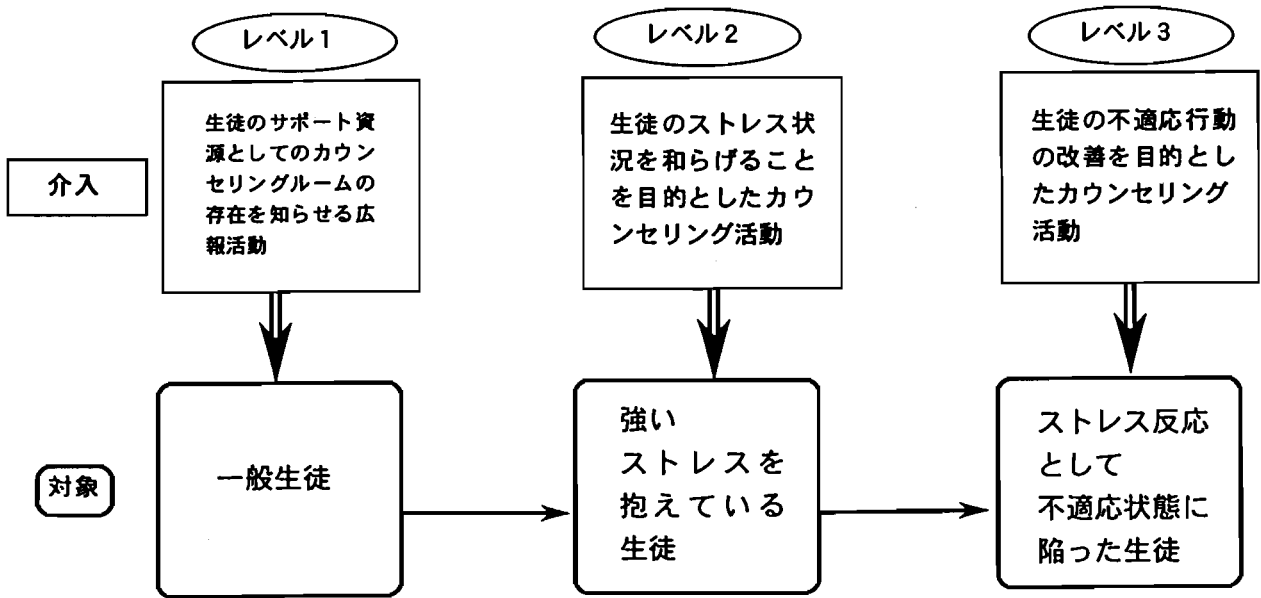 レベル1
レベル2
レベル3
介入
生徒のサポート資
源としてのカウン
セリングルームの
存在を知らせる広
報活動
生徒のストレス状
況を和らげること
を目的としたカウ
ンセリング活動
生徒の不適応行動
の改善を目的とし
たカウンセリング
活動
対象
一般生徒
強い
ストレスを
抱えている
生徒
ストレス反応
として
不適応状態に
陥った生徒